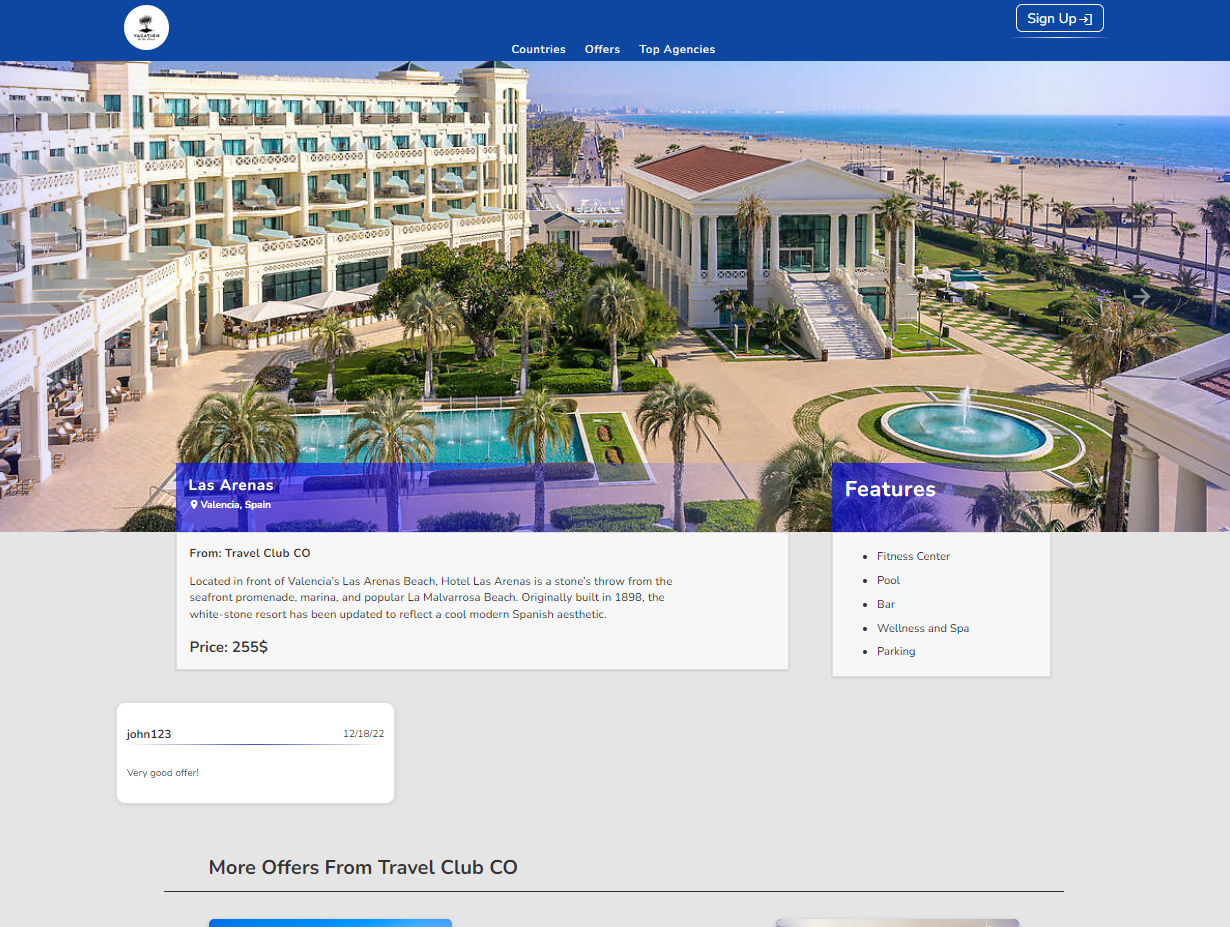 VACATION
Sign Up
Countries Offers Top Agencies
Las Arenas
Valencia, Spain
Features
From: Travel Club CO
Located in front of Valencia's Las Arenas Beach, Hotel Las Arenas is a stone's throw from the
seafront promenade, marina, and popular La Malvarrosa Beach. Originally built in 1898, the
white-stone resort has been updated to reflect a cool modern Spanish aesthetic.
Price: 255$
Fitness Center
Pool
Bar
Wellness and Spa
Parking
john123 12/18/22
Very good offer!
More Offers From Travel Club CO